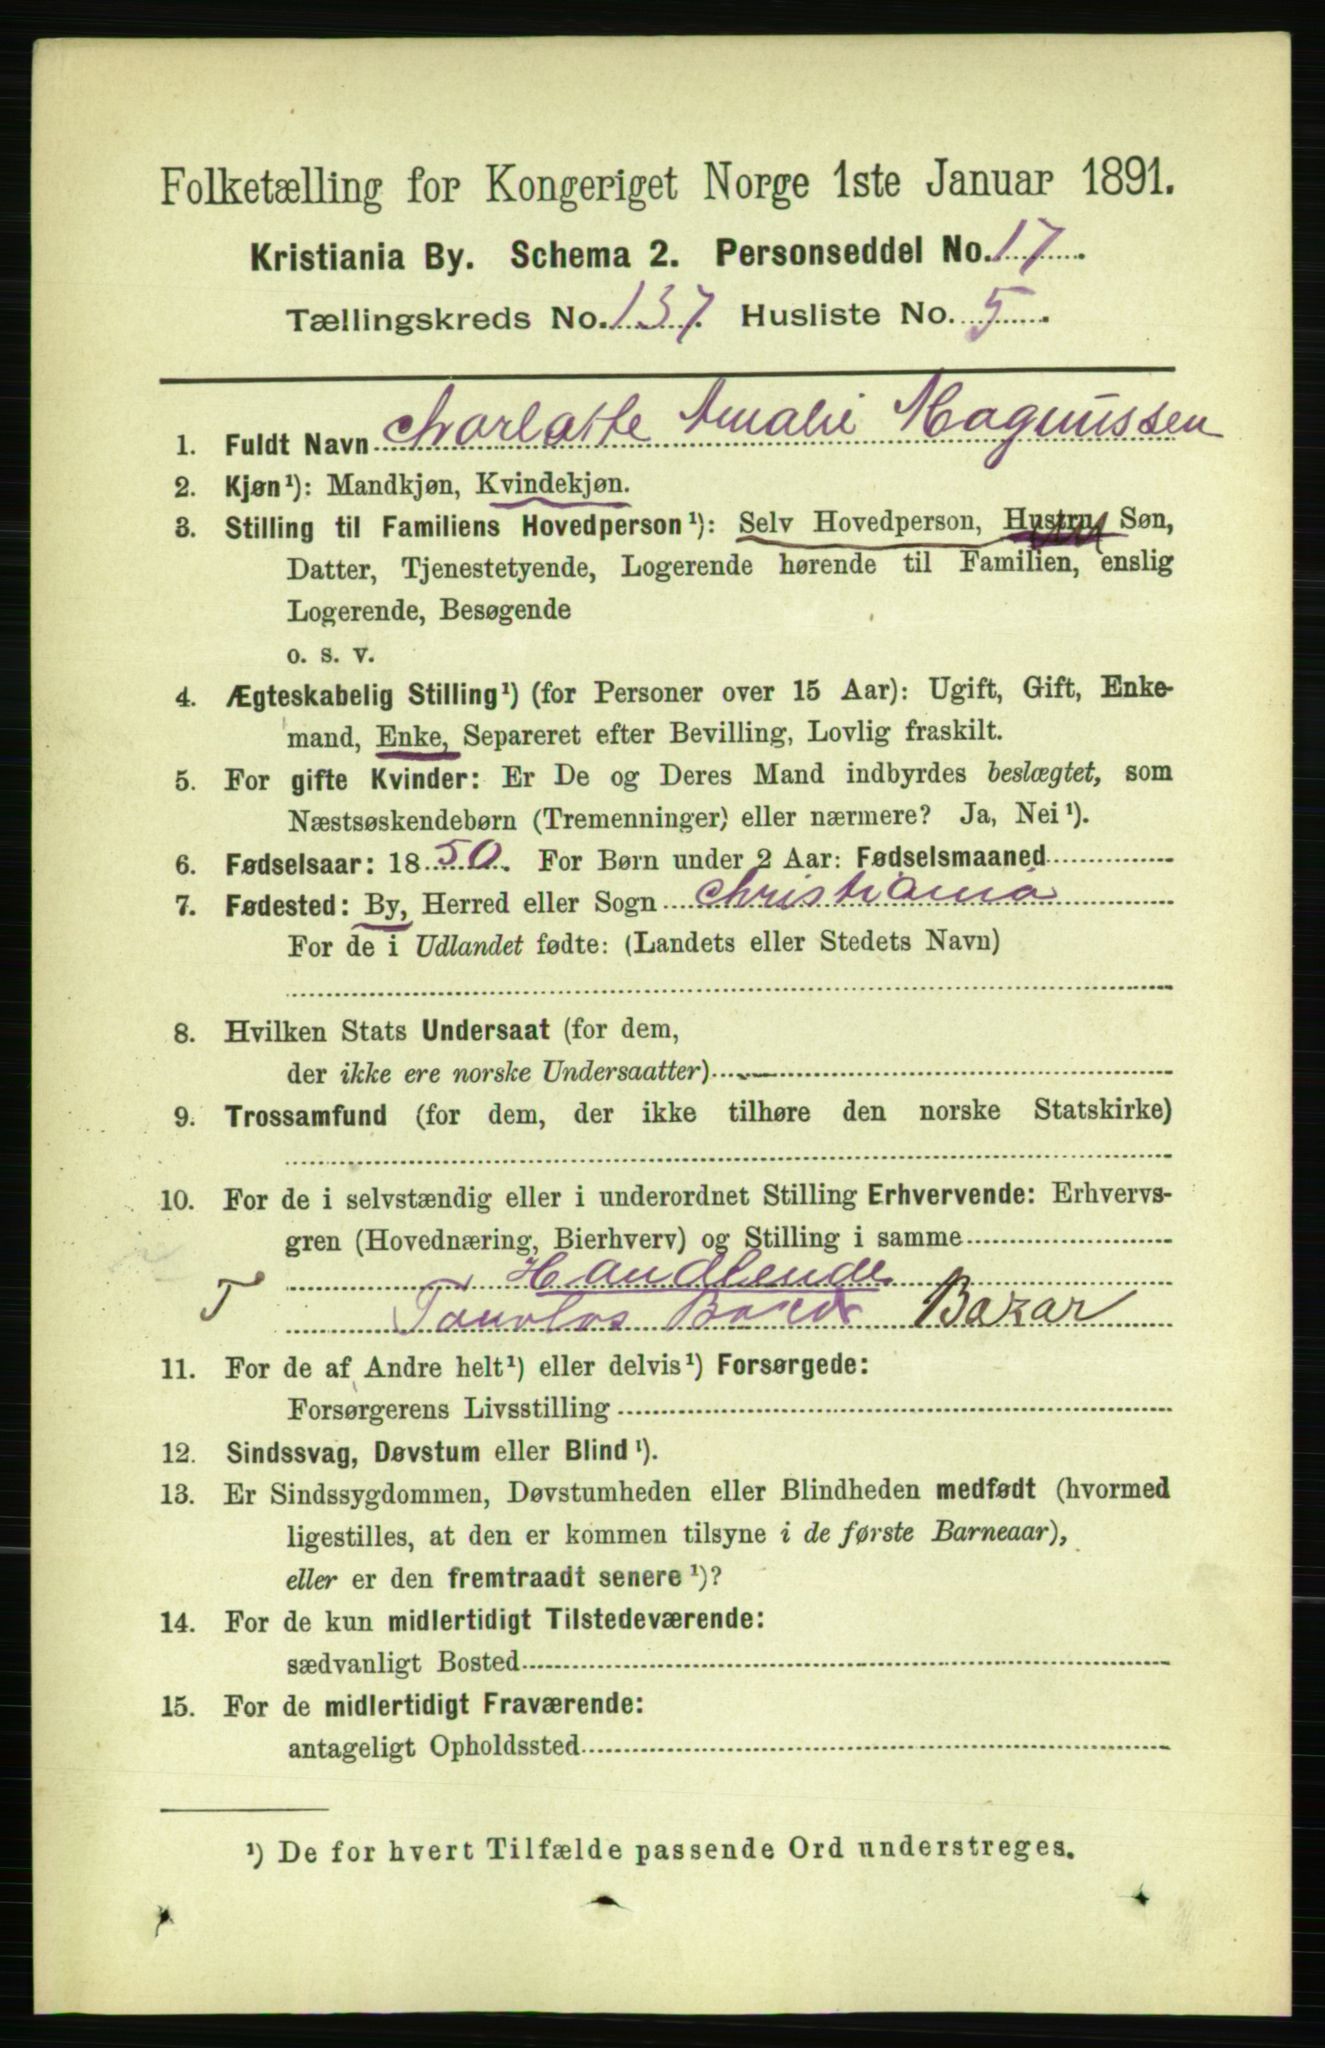 Folketælling for Kongeriget Norge 1ste Januar 1891.
Kristiania By. Schema 2. Personseddel No. 17
Tællingskreds No. 137 Husliste No. 5
1. Fuldt Navn Charlotte Amalie Magnussen
2. Kjøn¹): Mandkjøn, Kvindekjøn.
3. Stilling til Familiens Hovedperson¹): Selv Hovedperson, Hustru, Søn,
Datter, Tjenestetyende, Logerende hørende til Familien, enslig
Logerende, Besøgende
o. s. v.
4. Ægteskabelig Stilling¹) (for Personer over 15 Aar): Ugift, Gift, Enke-
mand, Enke, Separeret efter Bevilling, Lovlig fraskilt.
5. For gifte Kvinder: Er De og Deres Mand indbyrdes beslægtet, som
Næstsøskendebørn (Tremenninger) eller nærmere? Ja, Nei¹).
6. Fødselsaar: 1850. For Børn under 2 Aar: Fødselsmaaned
7. Fødested: By, Herred eller Sogn Christiania
For de i Udlandet fødte: (Landets eller Stedets Navn)
8. Hvilken Stats Undersaat (for dem,
der ikke ere norske Undersaatter)
9. Trossamfund (for dem, der ikke tilhøre den norske Statskirke)
10. For de i selvstændig eller i underordnet Stilling Erhvervende: Erhvervs-
gren (Hovednæring, Bierhverv) og Stilling i samme
Handlende
T Bazar
11. For de af Andre helt¹) eller delvis¹) Forsørgede:
Forsørgerens Livsstilling
12. Sindssvag, Døvstum eller Blind¹).
13. Er Sindssygdommen, Døvstumheden eller Blindheden medfødt (hvormed
ligestilles, at den er kommen tilsyne i de første Barneaar),
eller er den fremtraadt senere¹)?
14. For de kun midlertidigt Tilstedeværende:
sædvanligt Bosted
15. For de midlertidigt Fraværende:
antageligt Opholdssted
¹) De for hvert Tilfælde passende Ord understreges.